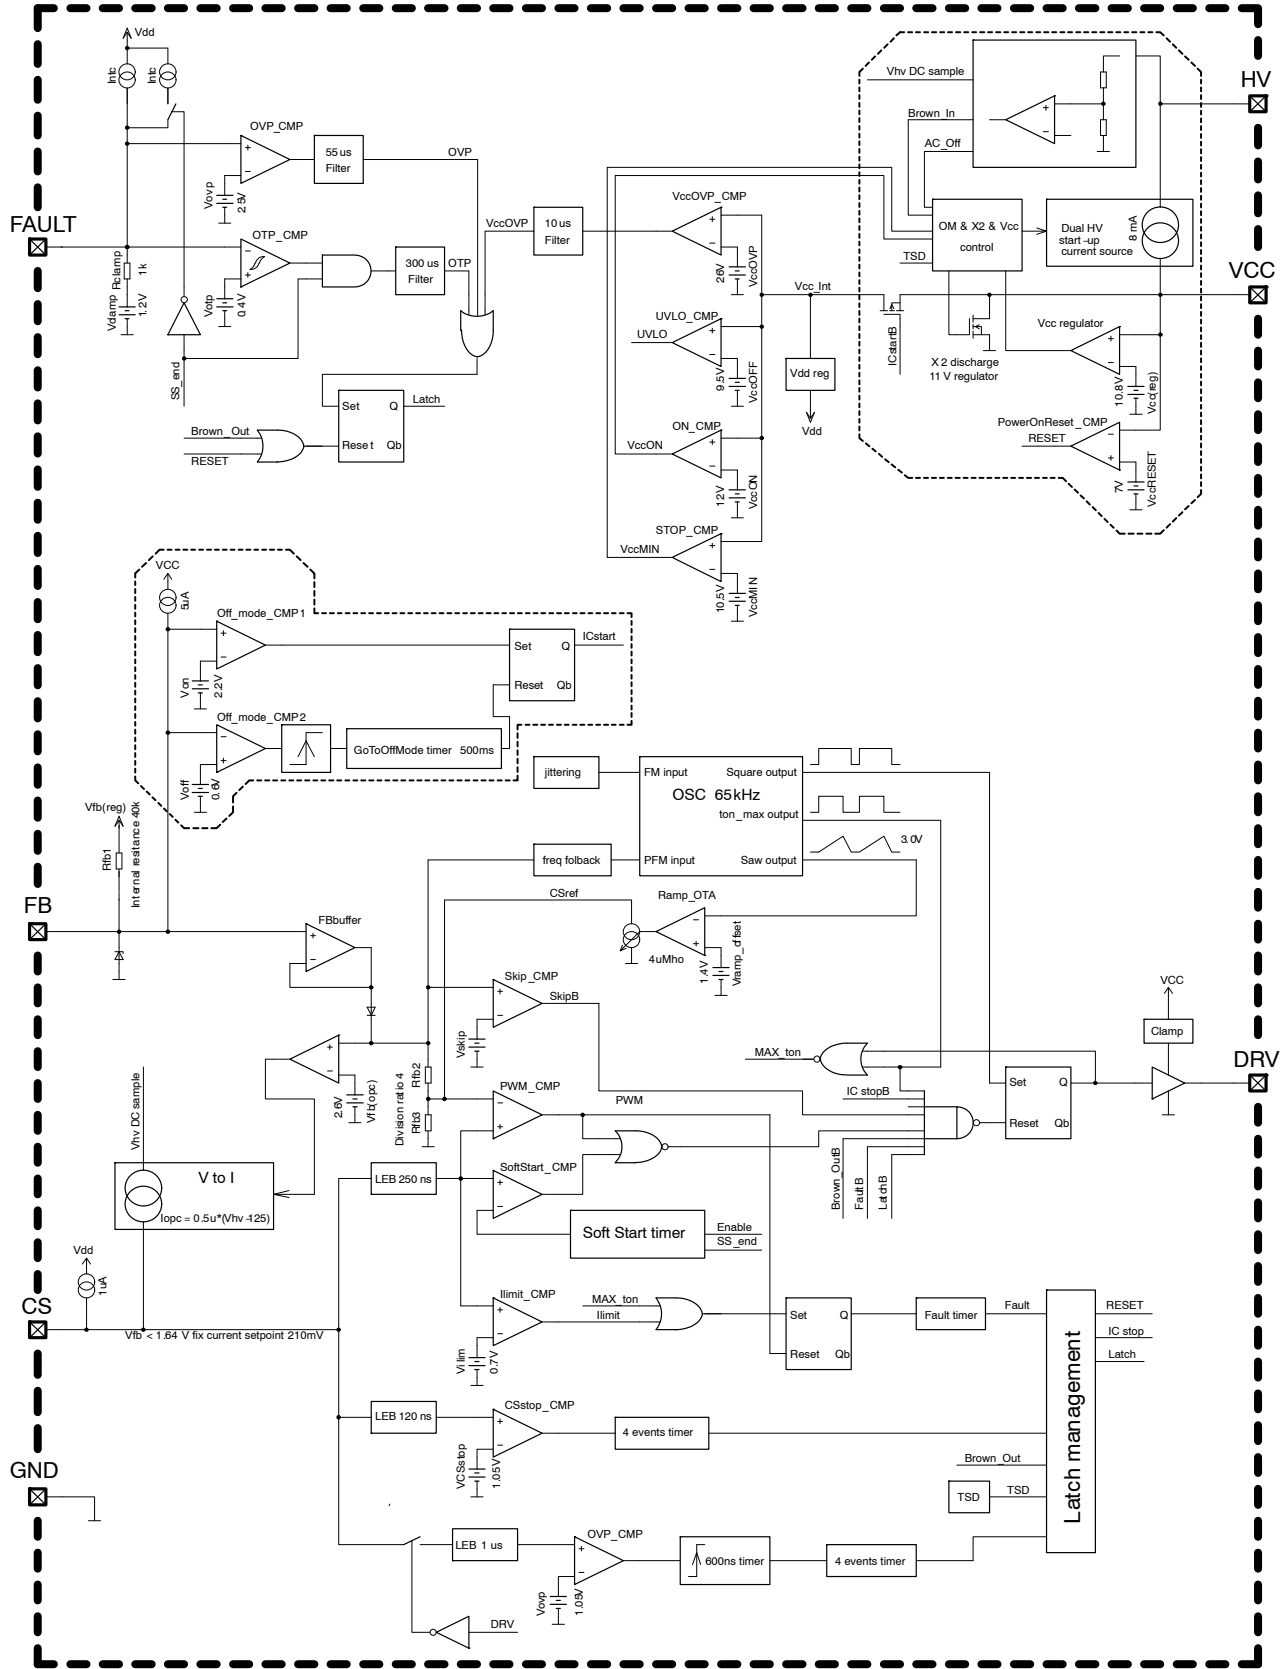 Vdd
Intc
Intc
OVP_CMP
55 us
Filter
OVP
Vovp
2.5V
FAULT
OTP_CMP
Rclamp
1k
Vclamp
1.2V
Votp
0.4V
300 us
Filter
OTP
SS_end
Set
Q
Latch
Reset
Qb
Brown_Out
RESET
VccOVP
10 us
Filter
VccOVP_CMP
26V
VccOVP
Vcc_Int
UVLO_CMP
UVLO
9.5V
VccOFF
Vdd reg
Vdd
ON_CMP
VccON
12V
VccON
STOP_CMP
VccMIN
10.5V
VccMIN
Vhv DC sample
HV
Brown_In
AC_Off
OM & X2 & Vcc
control
TSD
Dual HV
start-up
current source
8 mA
VCC
ICstartB
X2 discharge
11 V regulator
Vcc regulator
10.8V
Vcc(reg)
PowerOnReset_CMP
RESET
7V
VccRESET
VCC
5uA
Off_mode_CMP1
Von
2.2V
Set
Q
ICstart
Reset
Qb
Off_mode_CMP2
GoToOffMode timer 500ms
Voff
0.6V
Vfb(reg)
Rfb1
Internal resitance 40k
FB
FBbuffer
jittering
FM input
Square output
OSC 65kHz
ton_max output
freq folback
PFM input
Saw output
3.0V
CSref
Ramp_OTA
4uMho
1.4V
Vramp_offset
Skip_CMP
SkipB
Vskip
2.6V
Vfb(opc)
Division ratio 4
Rfb2
Rfb3
PWM_CMP
PWM
MAX_ton
IC stopB
Brown_OutB
FaultB
LatchB
Set
Q
Reset
Qb
VCC
Clamp
DRV
Vhv DC sample
V to I
Iopc = 0.5u*(Vhv-125)
LEB 250 ns
SoftStart_CMP
Soft Start timer
Enable
SS_end
Vdd
1uA
CS
Vfb < 1.64 V fix current setpoint 210mV
Ilimit_CMP
MAX_ton
Ilimit
Vilim
0.7V
Set
Q
Reset
Qb
Fault timer
Fault
RESET
IC stop
Latch
Latch management
LEB 120 ns
CSstop_CMP
VCSstop
1.05V
4 events timer
Brown_Out
TSD
TSD
GND
LEB 1 us
OVP_CMP
Vovp
1.05V
600ns timer
4 events timer
DRV